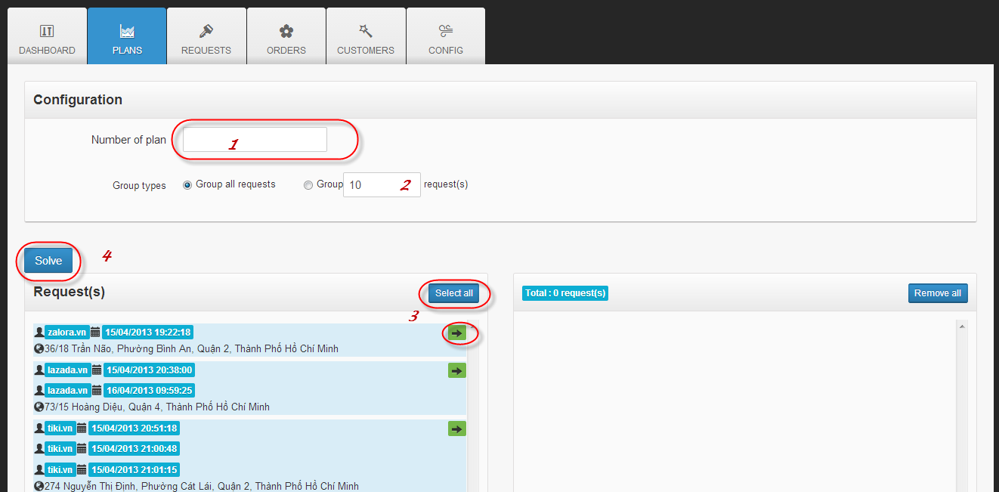 DASHBOARD PLANS REQUESTS ORDERS CUSTOMERS CONFIG
Configuration
Number of plan 1
Group types Group all requests Group 10 2 request(s)
Solve 4
Request(s) Select all
3
zalora.vn 15/04/2013 19:22:18
36/18 Trần Não, Phường Bình An, Quận 2, Thành Phố Hồ Chí Minh
lazada.vn 15/04/2013 20:38:00
lazada.vn 16/04/2013 09:59:25
73/15 Hoàng Diệu, Quận 4, Thành Phố Hồ Chí Minh
tiki.vn 15/04/2013 20:51:18
tiki.vn 15/04/2013 21:00:48
tiki.vn 15/04/2013 21:01:15
274 Nguyễn Thị Định, Phường Cát Lái, Quận 2, Thành Phố Hồ Chí Minh
Total : 0 request(s) Remove all